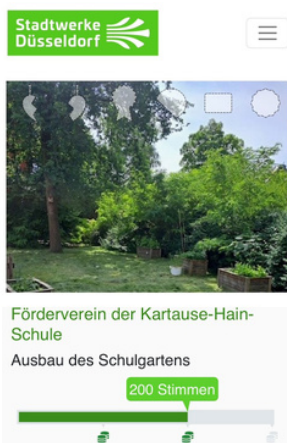 Stadtwerke
Düsseldorf
Förderverein der Kartause-Hain-
Schule
Ausbau des Schulgartens
200 Stimmen